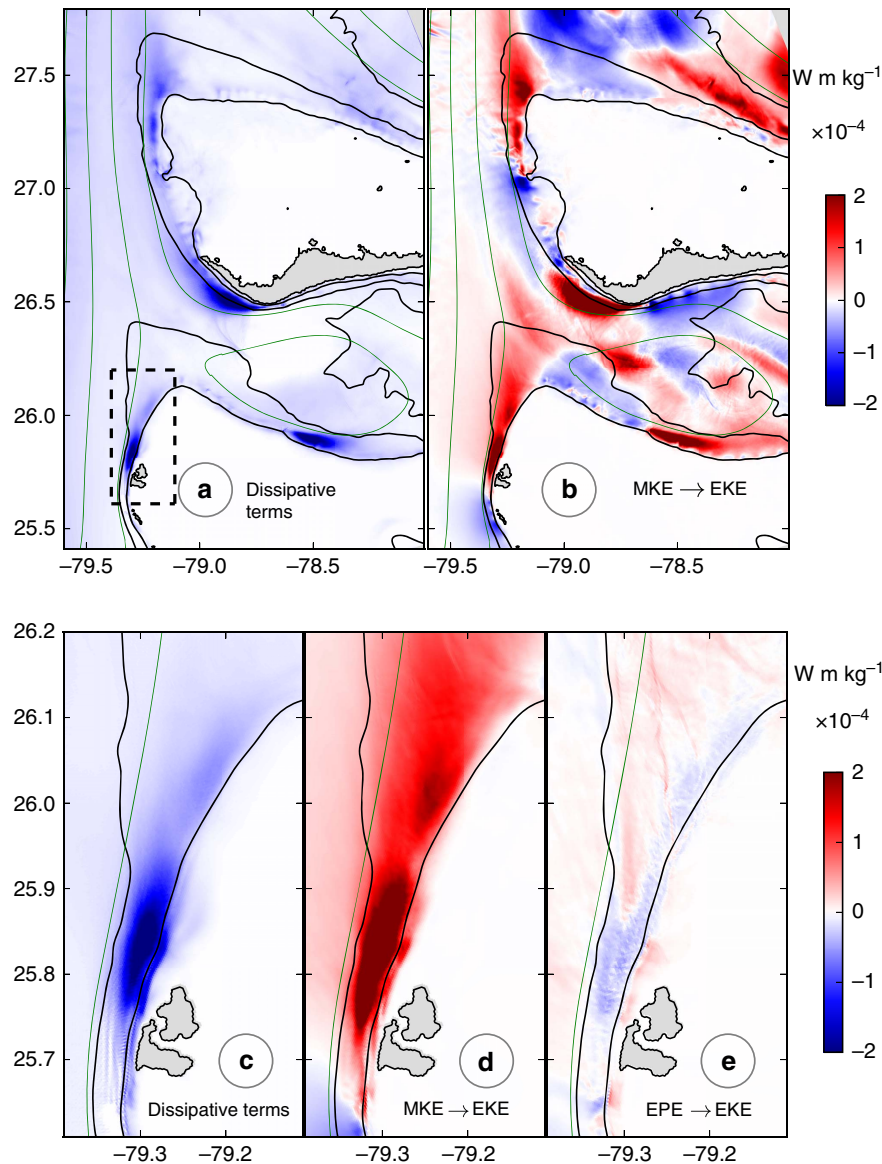 27.5
27.0
26.5
26.0
25.5
−79.5
−79.0
−78.5
a
Dissipative
terms
−79.5
−79.0
−78.5
b
MKE → EKE
W m kg⁻¹
×10⁻⁴
2
1
0
−1
−2
26.2
26.1
26.0
25.9
25.8
25.7
−79.3
−79.2
c
Dissipative terms
−79.3
−79.2
d
MKE → EKE
−79.3
−79.2
e
EPE → EKE
W m kg⁻¹
×10⁻⁴
2
1
0
−1
−2